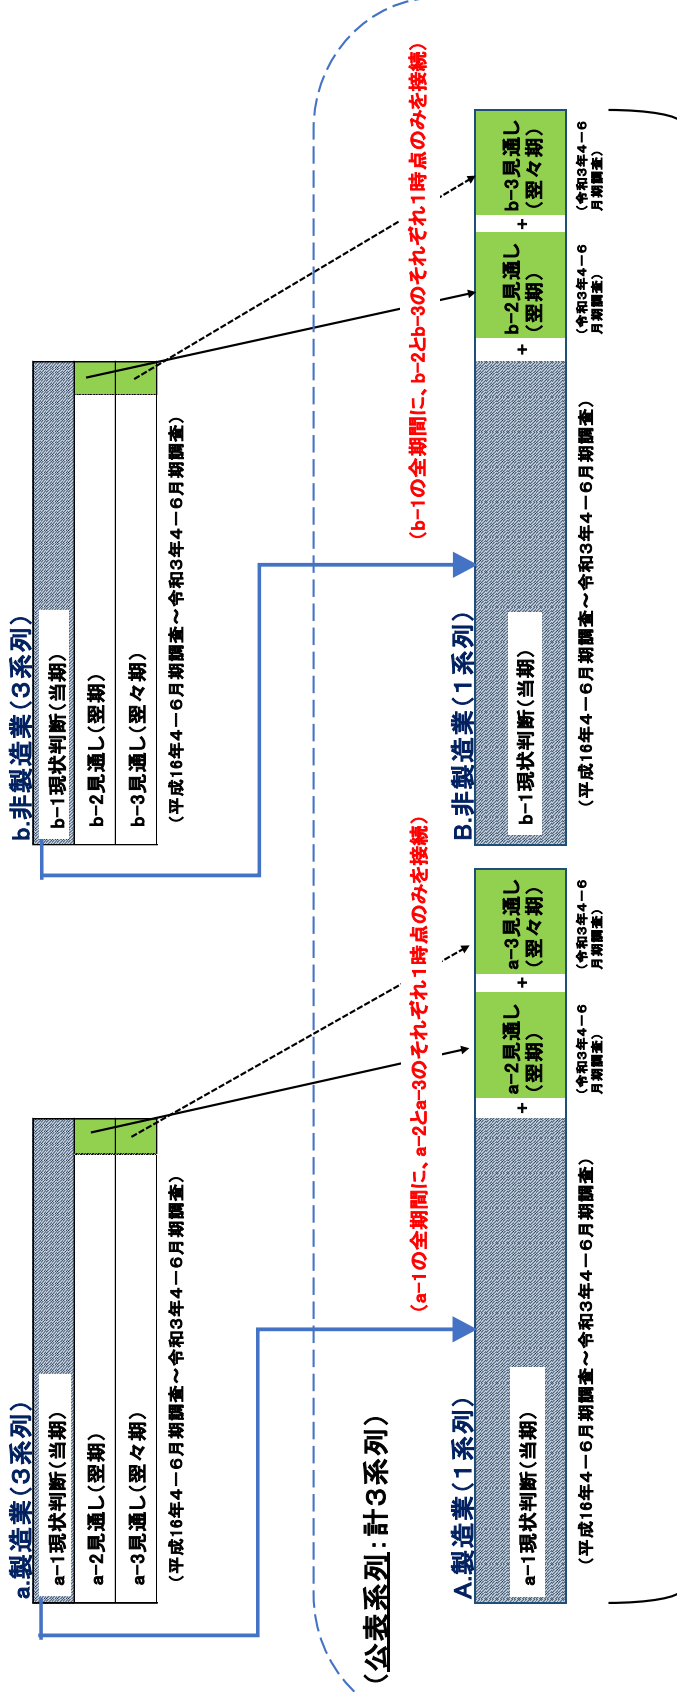 a.製造業(3系列)
a-1現状判断(当期)
a-2見通し(翌期)
a-3見通し(翌々期)
(平成16年4-6月期調査~令和3年4-6月期調査)
b.非製造業(3系列)
b-1現状判断(当期)
b-2見通し(翌期)
b-3見通し(翌々期)
(平成16年4-6月期調査~令和3年4-6月期調査)
(公表系列:計3系列)
(a-1の全期間に、a-2とa-3のそれぞれ1時点のみを接続)
A.製造業(1系列)
a-1現状判断(当期)
+
a-2見通し
(翌期)
+
a-3見通し
(翌々期)
(平成16年4-6月期調査~令和3年4-6月期調査)
(令和3年4-6
月期調査)
(令和3年4-6
月期調査)
(b-1の全期間に、b-2とb-3のそれぞれ1時点のみを接続)
B.非製造業(1系列)
b-1現状判断(当期)
+
b-2見通し
(翌期)
+
b-3見通し
(翌々期)
(平成16年4-6月期調査~令和3年4-6月期調査)
(令和3年4-6
月期調査)
(令和3年4-6
月期調査)